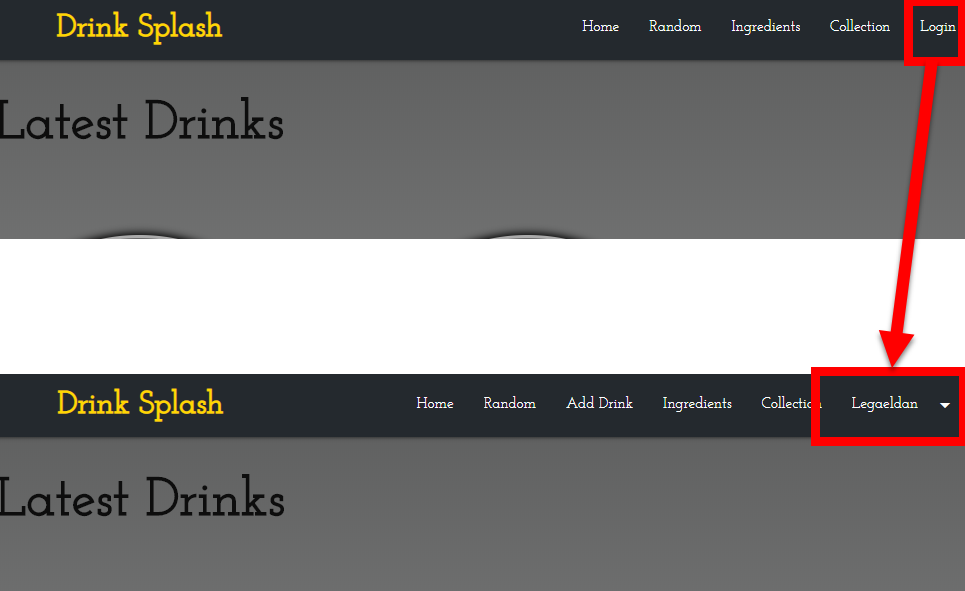 Drink Splash Home Random Ingredients Collection Login
Latest Drinks
Drink Splash Home Random Add Drink Ingredients Collection Legaeldan
Latest Drinks